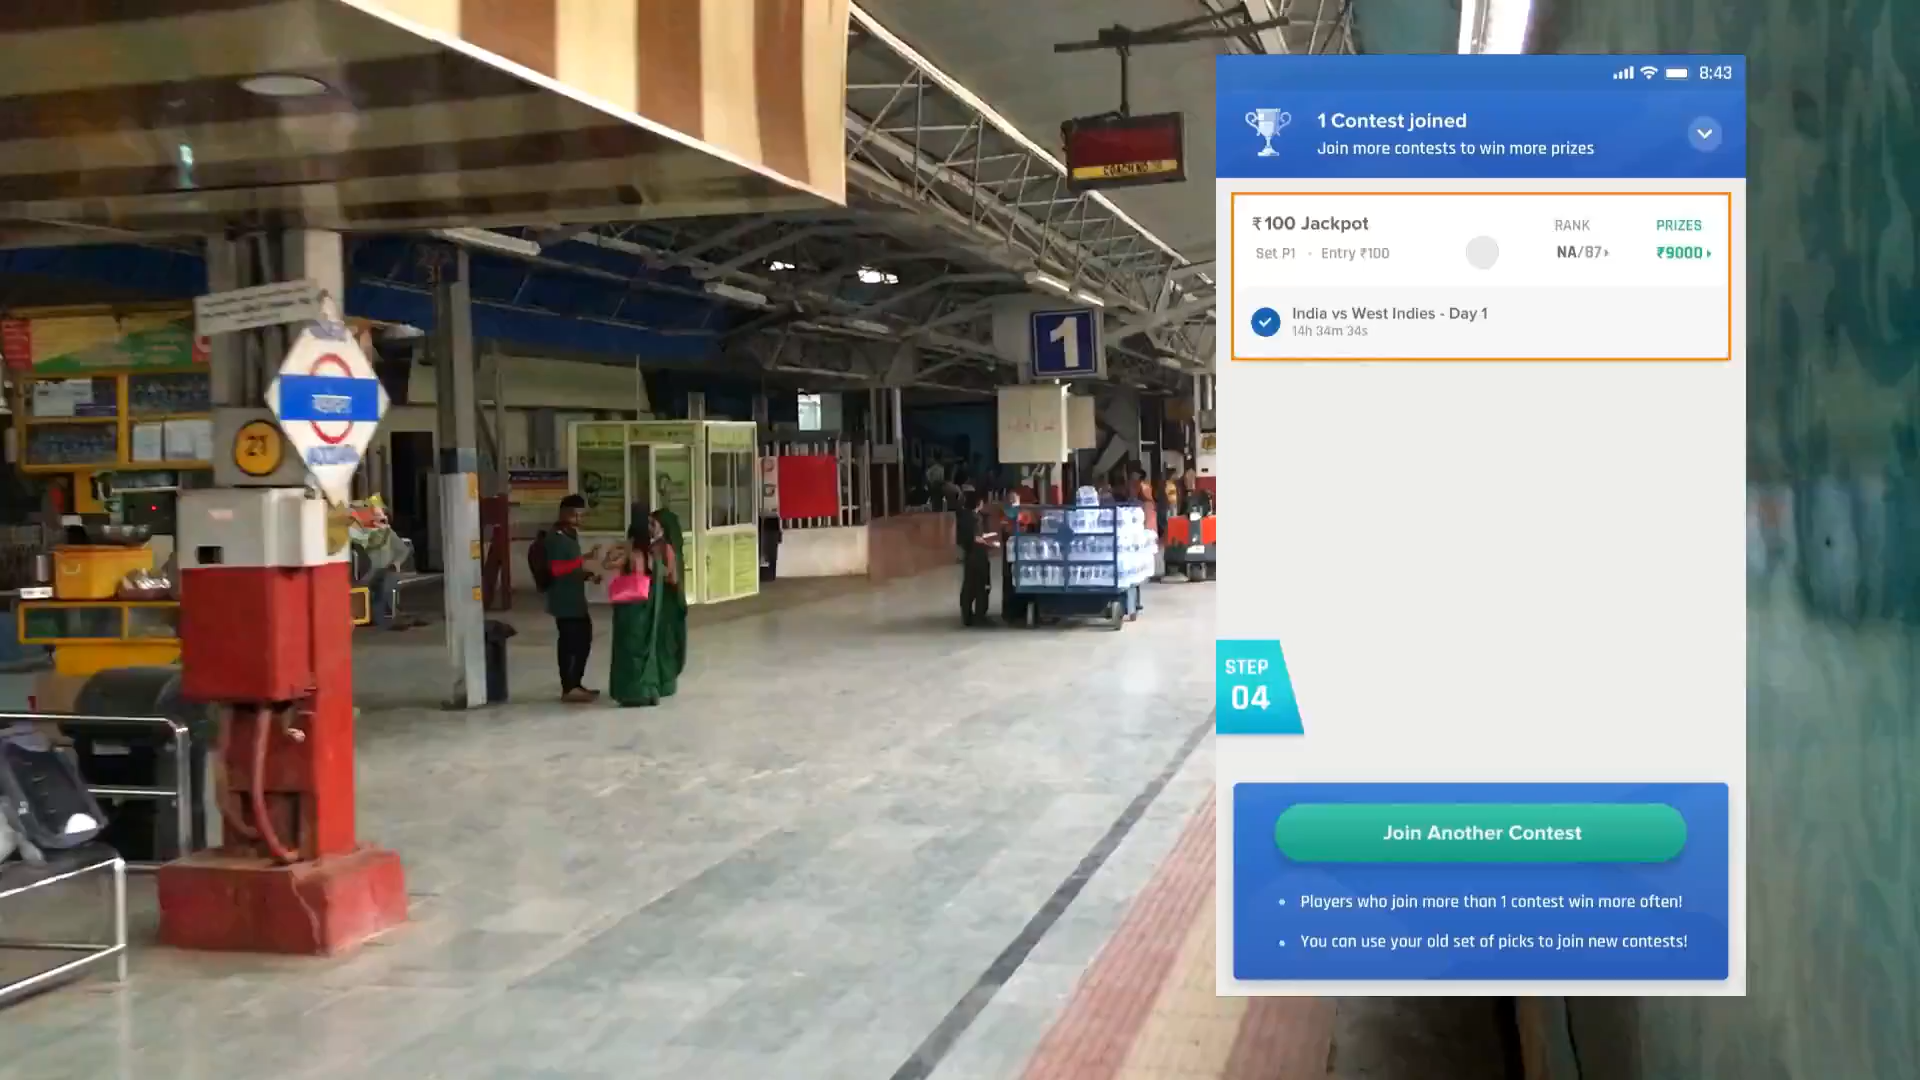 8:43
1 Contest joined
Join more contests to win more prizes
₹100 Jackpot
RANK
PRIZES
Set P1 • Entry ₹100
NA/87
₹9000
India vs West Indies - Day 1
14h 34m 34s
STEP
04
Join Another Contest
• Players who join more than 1 contest win more often!
• You can use your old set of picks to join new contests!
COACH NO
1
21